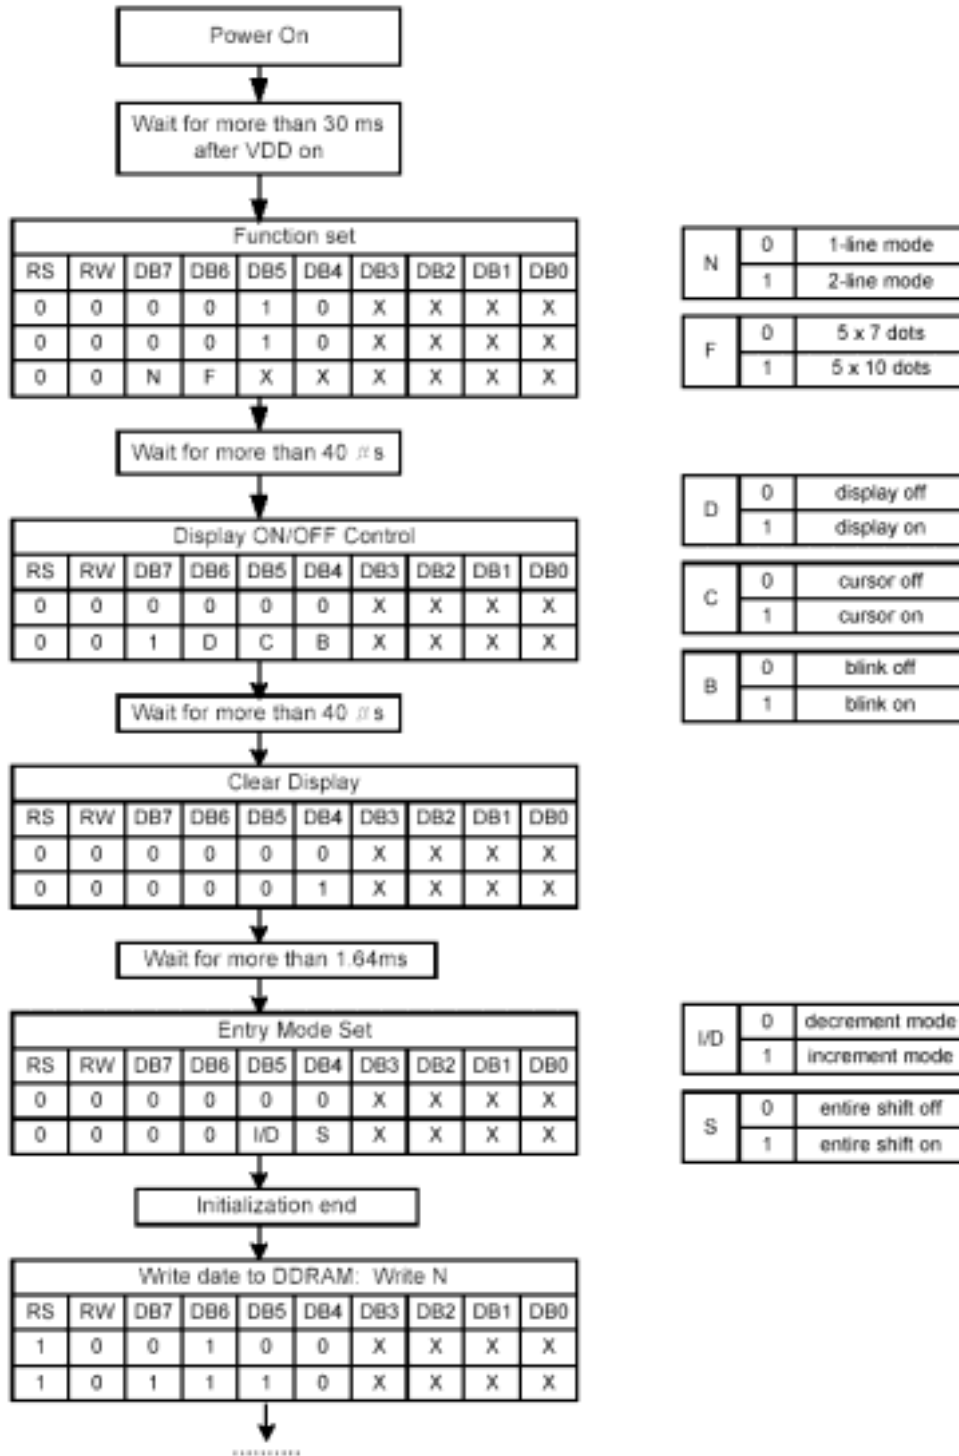 Power On
Wait for more than 30 ms
after VDD on
Function set
RS RW DB7 DB6 DB5 DB4 DB3 DB2 DB1 DB0
0 0 0 0 1 0 X X X X
0 0 0 0 1 0 X X X X
0 0 N F X X X X X X
N 0 1-line mode
1 2-line mode
F 0 5 x 7 dots
1 5 x 10 dots
Wait for more than 40 μs
Display ON/OFF Control
RS RW DB7 DB6 DB5 DB4 DB3 DB2 DB1 DB0
0 0 0 0 0 0 X X X X
0 0 1 D C B X X X X
D 0 display off
1 display on
C 0 cursor off
1 cursor on
B 0 blink off
1 blink on
Wait for more than 40 μs
Clear Display
RS RW DB7 DB6 DB5 DB4 DB3 DB2 DB1 DB0
0 0 0 0 0 0 X X X X
0 0 0 0 0 1 X X X X
Wait for more than 1.64ms
Entry Mode Set
RS RW DB7 DB6 DB5 DB4 DB3 DB2 DB1 DB0
0 0 0 0 0 0 X X X X
0 0 0 0 I/D S X X X X
I/D 0 decrement mode
1 increment mode
S 0 entire shift off
1 entire shift on
Initialization end
Write date to DDRAM: Write N
RS RW DB7 DB6 DB5 DB4 DB3 DB2 DB1 DB0
1 0 0 1 0 0 X X X X
1 0 1 1 1 0 X X X X
..........